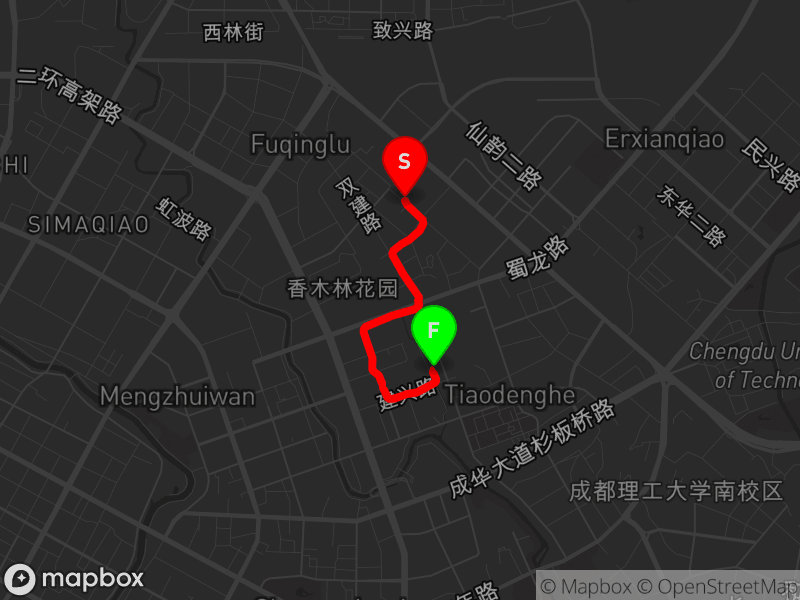 西林街
致兴路
二环高架路
Fuqinglu
S
仙韵二路
Erxianqiao
民兴路
双建路
虹波路
SIMAQIAO
东华二路
蜀龙路
香木林花园
F
Chengdu Un
of Techno
Mengzhuiwan
建兴路
Tiaodenghe
成华大道杉板桥路
成都理工大学南校区
mapbox
© Mapbox © OpenStreetMap